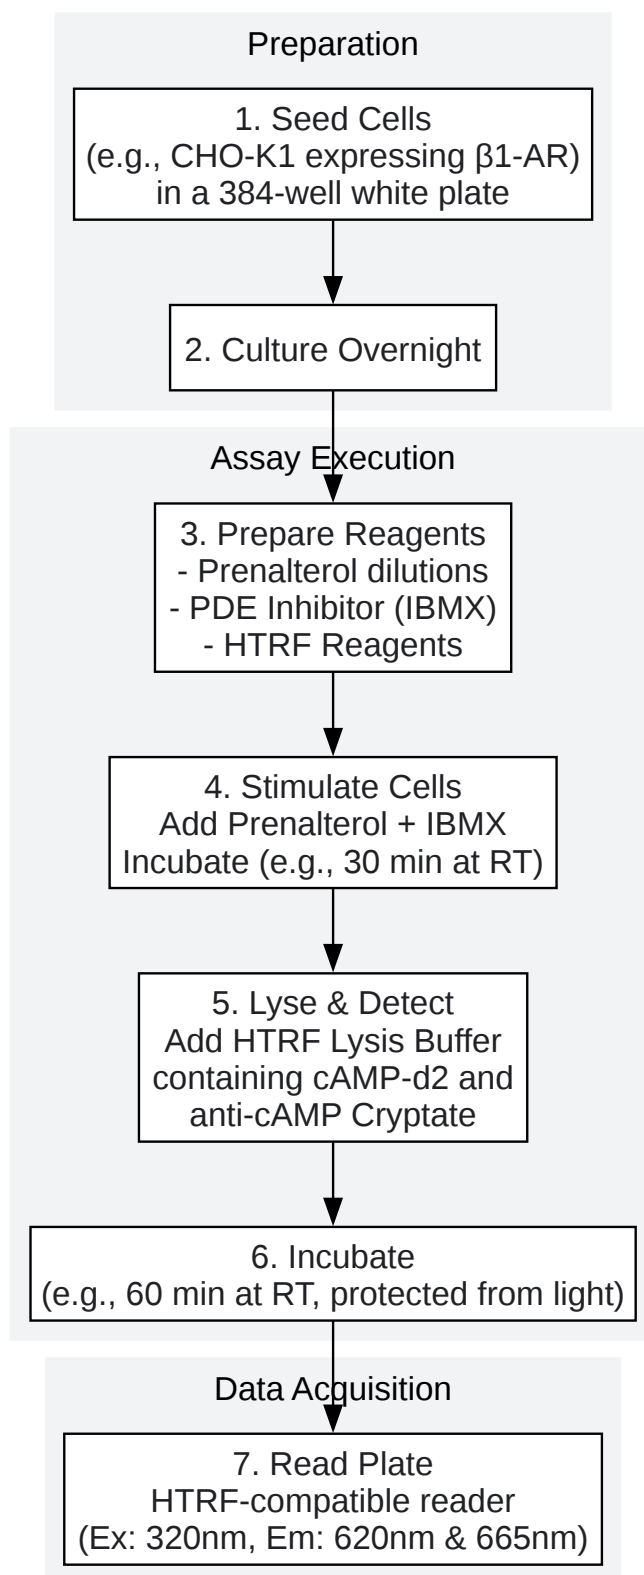 Preparation
1. Seed Cells
(e.g., CHO-K1 expressing β1-AR)
in a 384-well white plate
2. Culture Overnight
Assay Execution
3. Prepare Reagents
- Prenalterol dilutions
- PDE Inhibitor (IBMX)
- HTRF Reagents
4. Stimulate Cells
Add Prenalterol + IBMX
Incubate (e.g., 30 min at RT)
5. Lyse & Detect
Add HTRF Lysis Buffer
containing cAMP-d2 and
anti-cAMP Cryptate
6. Incubate
(e.g., 60 min at RT, protected from light)
Data Acquisition
7. Read Plate
HTRF-compatible reader
(Ex: 320nm, Em: 620nm & 665nm)